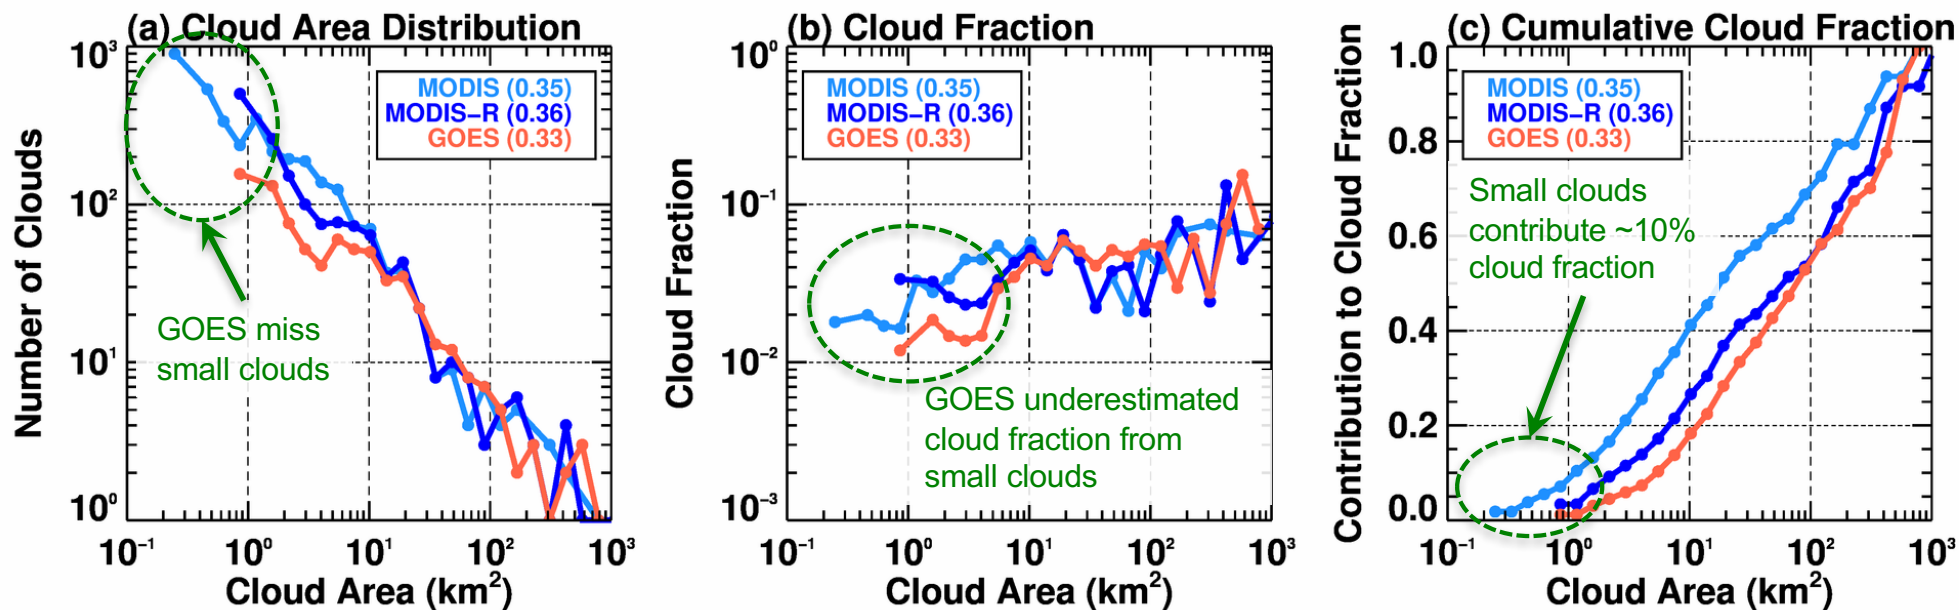 (a) Cloud Area Distribution
10³
10²
10¹
10⁰
Number of Clouds
MODIS (0.35)
MODIS−R (0.36)
GOES (0.33)
GOES miss
small clouds
10⁻¹ 10⁰ 10¹ 10² 10³
Cloud Area (km²)
(b) Cloud Fraction
10⁰
10⁻¹
10⁻²
10⁻³
Cloud Fraction
MODIS (0.35)
MODIS−R (0.36)
GOES (0.33)
GOES underestimated
cloud fraction from
small clouds
10⁻¹ 10⁰ 10¹ 10² 10³
Cloud Area (km²)
(c) Cumulative Cloud Fraction
1.0
0.8
0.6
0.4
0.2
0.0
Contribution to Cloud Fraction
MODIS (0.35)
MODIS−R (0.36)
GOES (0.33)
Small clouds
contribute ~10%
cloud fraction
10⁻¹ 10⁰ 10¹ 10² 10³
Cloud Area (km²)